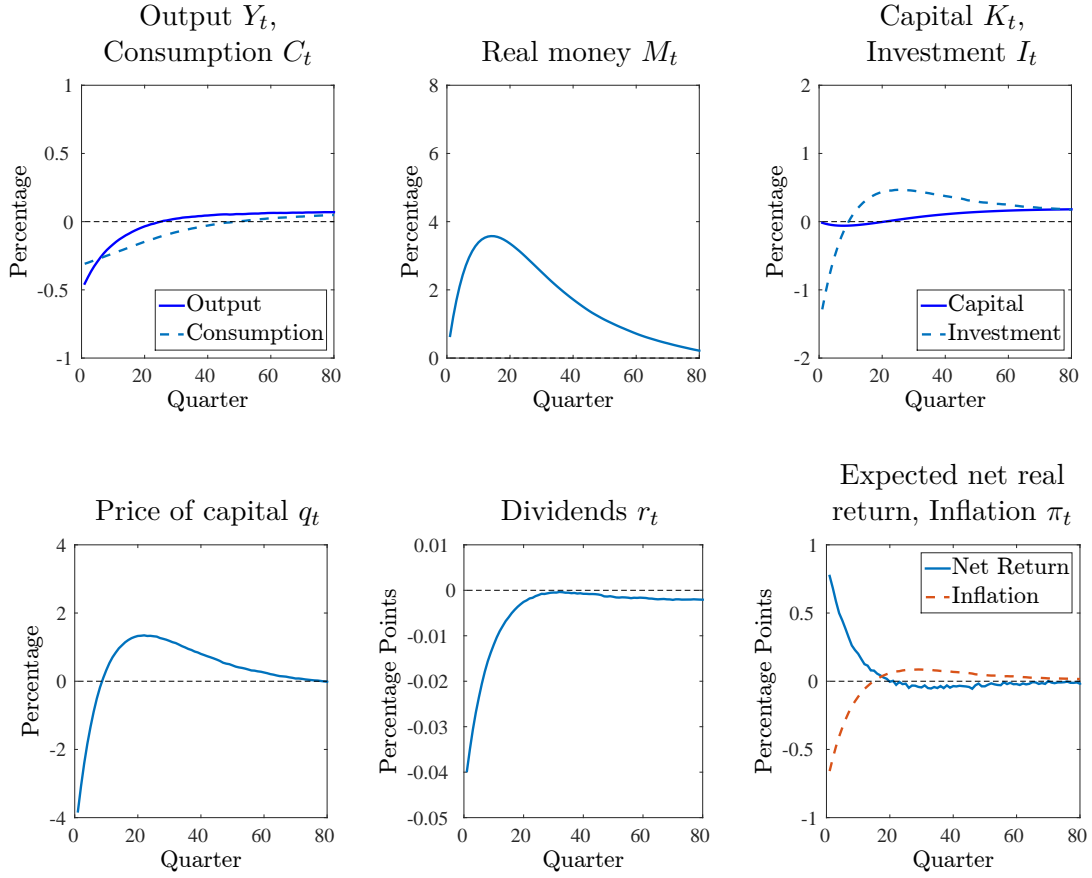 Output Y_t,
Consumption C_t
1
0.5
0
-0.5
-1
Percentage
Output
Consumption
0
20
40
60
80
Quarter
Real money M_t
8
6
4
2
0
Percentage
0
20
40
60
80
Quarter
Capital K_t,
Investment I_t
2
1
0
-1
-2
Percentage
Capital
Investment
0
20
40
60
80
Quarter
Price of capital q_t
4
2
0
-2
-4
Percentage
0
20
40
60
80
Quarter
Dividends r_t
0.01
0
-0.01
-0.02
-0.03
-0.04
-0.05
Percentage Points
0
20
40
60
80
Quarter
Expected net real
return, Inflation π_t
1
0.5
0
-0.5
-1
Percentage Points
Net Return
Inflation
0
20
40
60
80
Quarter